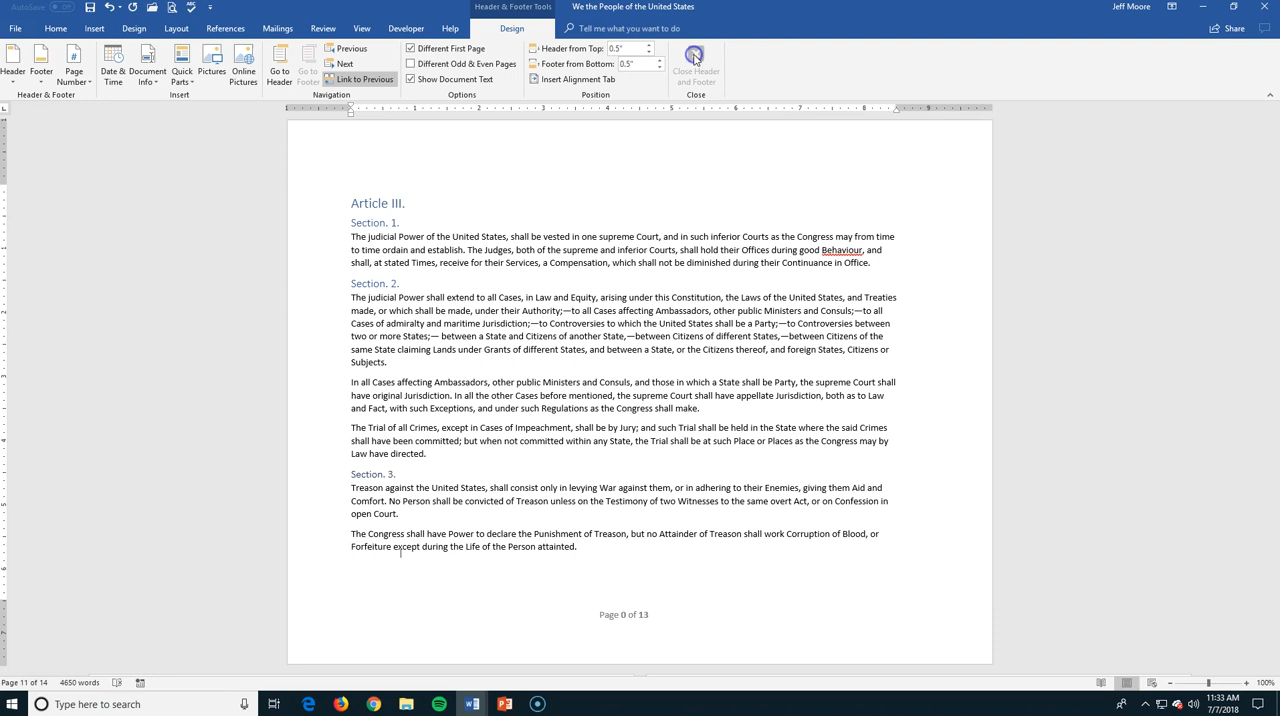 AutoSave Off
Header & Footer Tools
We the People of the United States
Jeff Moore
File Home Insert Draw Design Layout References Mailings Review View Developer Help Design Tell me what you want to do Share
Header Footer Page Number Date & Time Document Info Quick Parts Pictures Online Pictures Go to Header Go to Footer Previous Next Link to Previous
Different First Page
Different Odd & Even Pages
Show Document Text
Header from Top: 0.5"
Footer from Bottom: 0.5"
Insert Alignment Tab
Close Header and Footer
Header & Footer Insert Navigation Options Position Close
1 1 2 3 4 5 6 7 8 9
Article III.
Section. 1.
The judicial Power of the United States, shall be vested in one supreme Court, and in such inferior Courts as the Congress may from time
to time ordain and establish. The Judges, both of the supreme and inferior Courts, shall hold their Offices during good Behaviour, and
shall, at stated Times, receive for their Services, a Compensation, which shall not be diminished during their Continuance in Office.
Section. 2.
The judicial Power shall extend to all Cases, in Law and Equity, arising under this Constitution, the Laws of the United States, and Treaties
made, or which shall be made, under their Authority;—to all Cases affecting Ambassadors, other public Ministers and Consuls;—to all
Cases of admiralty and maritime Jurisdiction;—to Controversies to which the United States shall be a Party;—to Controversies between
two or more States;— between a State and Citizens of another State,—between Citizens of different States,—between Citizens of the
same State claiming Lands under Grants of different States, and between a State, or the Citizens thereof, and foreign States, Citizens or
Subjects.
In all Cases affecting Ambassadors, other public Ministers and Consuls, and those in which a State shall be Party, the supreme Court shall
have original Jurisdiction. In all the other Cases before mentioned, the supreme Court shall have appellate Jurisdiction, both as to Law
and Fact, with such Exceptions, and under such Regulations as the Congress shall make.
The Trial of all Crimes, except in Cases of Impeachment, shall be by Jury; and such Trial shall be held in the State where the said Crimes
shall have been committed; but when not committed within any State, the Trial shall be at such Place or Places as the Congress may by
Law have directed.
Section. 3.
Treason against the United States, shall consist only in levying War against them, or in adhering to their Enemies, giving them Aid and
Comfort. No Person shall be convicted of Treason unless on the Testimony of two Witnesses to the same overt Act, or on Confession in
open Court.
The Congress shall have Power to declare the Punishment of Treason, but no Attainder of Treason shall work Corruption of Blood, or
Forfeiture except during the Life of the Person attainted.
Page 0 of 13
Page 11 of 14 4650 words 100%
Type here to search
11:33 AM
7/7/2018